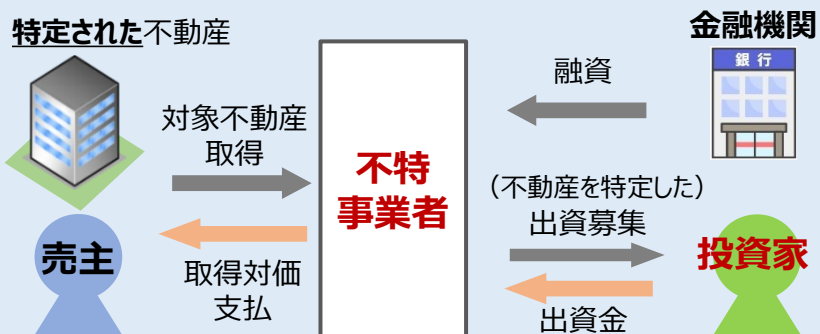 特定された不動産
金融機関
銀行
融資
対象不動産
取得
不特
事業者
(不動産を特定した)
出資募集
売主
投資家
取得対価
支払
出資金